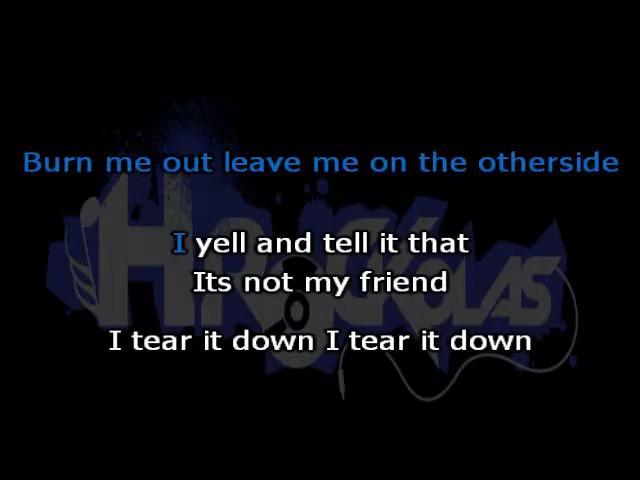 Burn me out leave me on the otherside
I yell and tell it that
Its not my friend
I tear it down I tear it down
HROCKOLAS